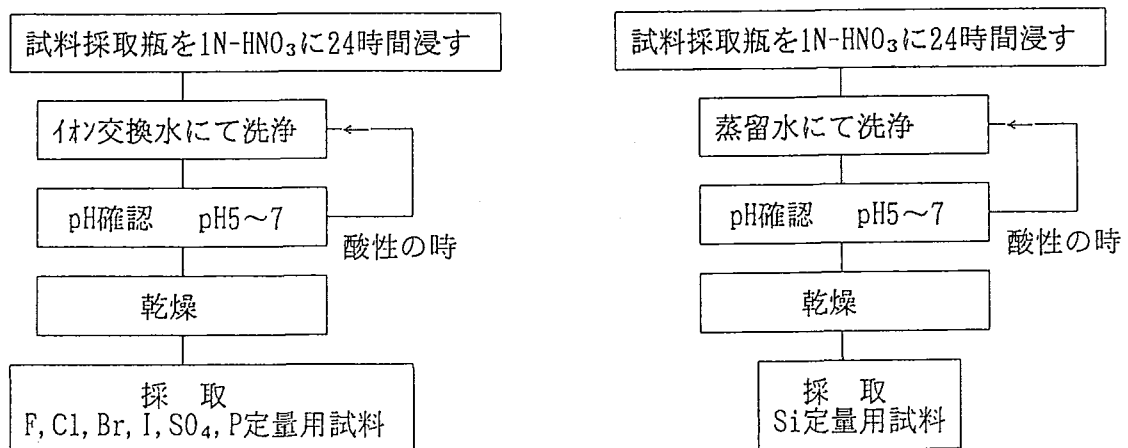 試料採取瓶を1N-HNO₃に24時間浸す
ｲｵﾝ交換水にて洗浄
pH確認 pH5～7
酸性の時
乾燥
採 取
F, Cl, Br, I, SO₄, P定量用試料
試料採取瓶を1N-HNO₃に24時間浸す
蒸留水にて洗浄
pH確認 pH5～7
酸性の時
乾燥
採 取
Si定量用試料